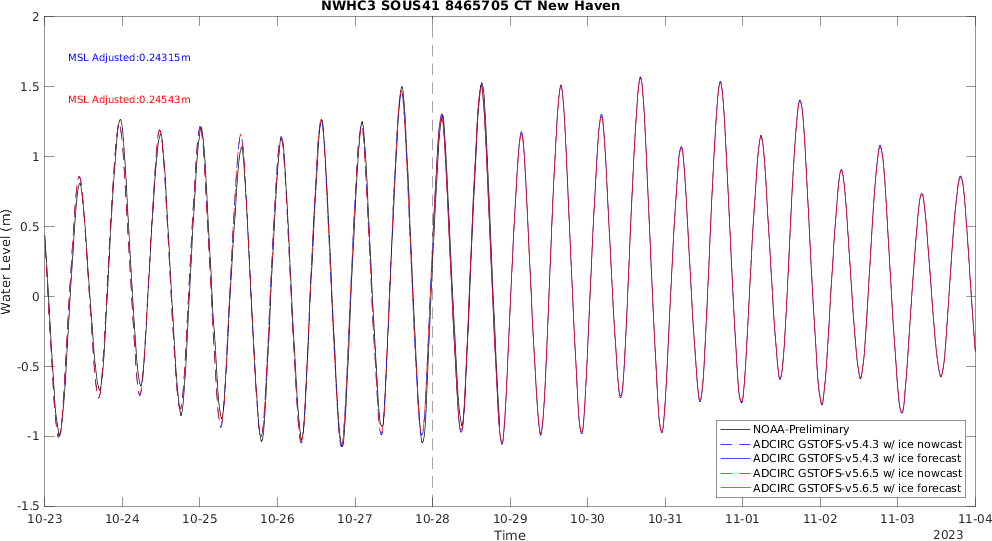 NWHC3 SOUS41 8465705 CT New Haven
2
MSL Adjusted:0.24315m
1.5
MSL Adjusted:0.24543m
1
0.5
0
-0.5
-1
-1.5
Water Level (m)
NOAA-Preliminary
ADCIRC GSTOFS-v5.4.3 w/ ice nowcast
ADCIRC GSTOFS-v5.4.3 w/ ice forecast
ADCIRC GSTOFS-v5.6.5 w/ ice nowcast
ADCIRC GSTOFS-v5.6.5 w/ ice forecast
10-23 10-24 10-25 10-26 10-27 10-28 10-29 10-30 10-31 11-01 11-02 11-03 11-04
Time
2023